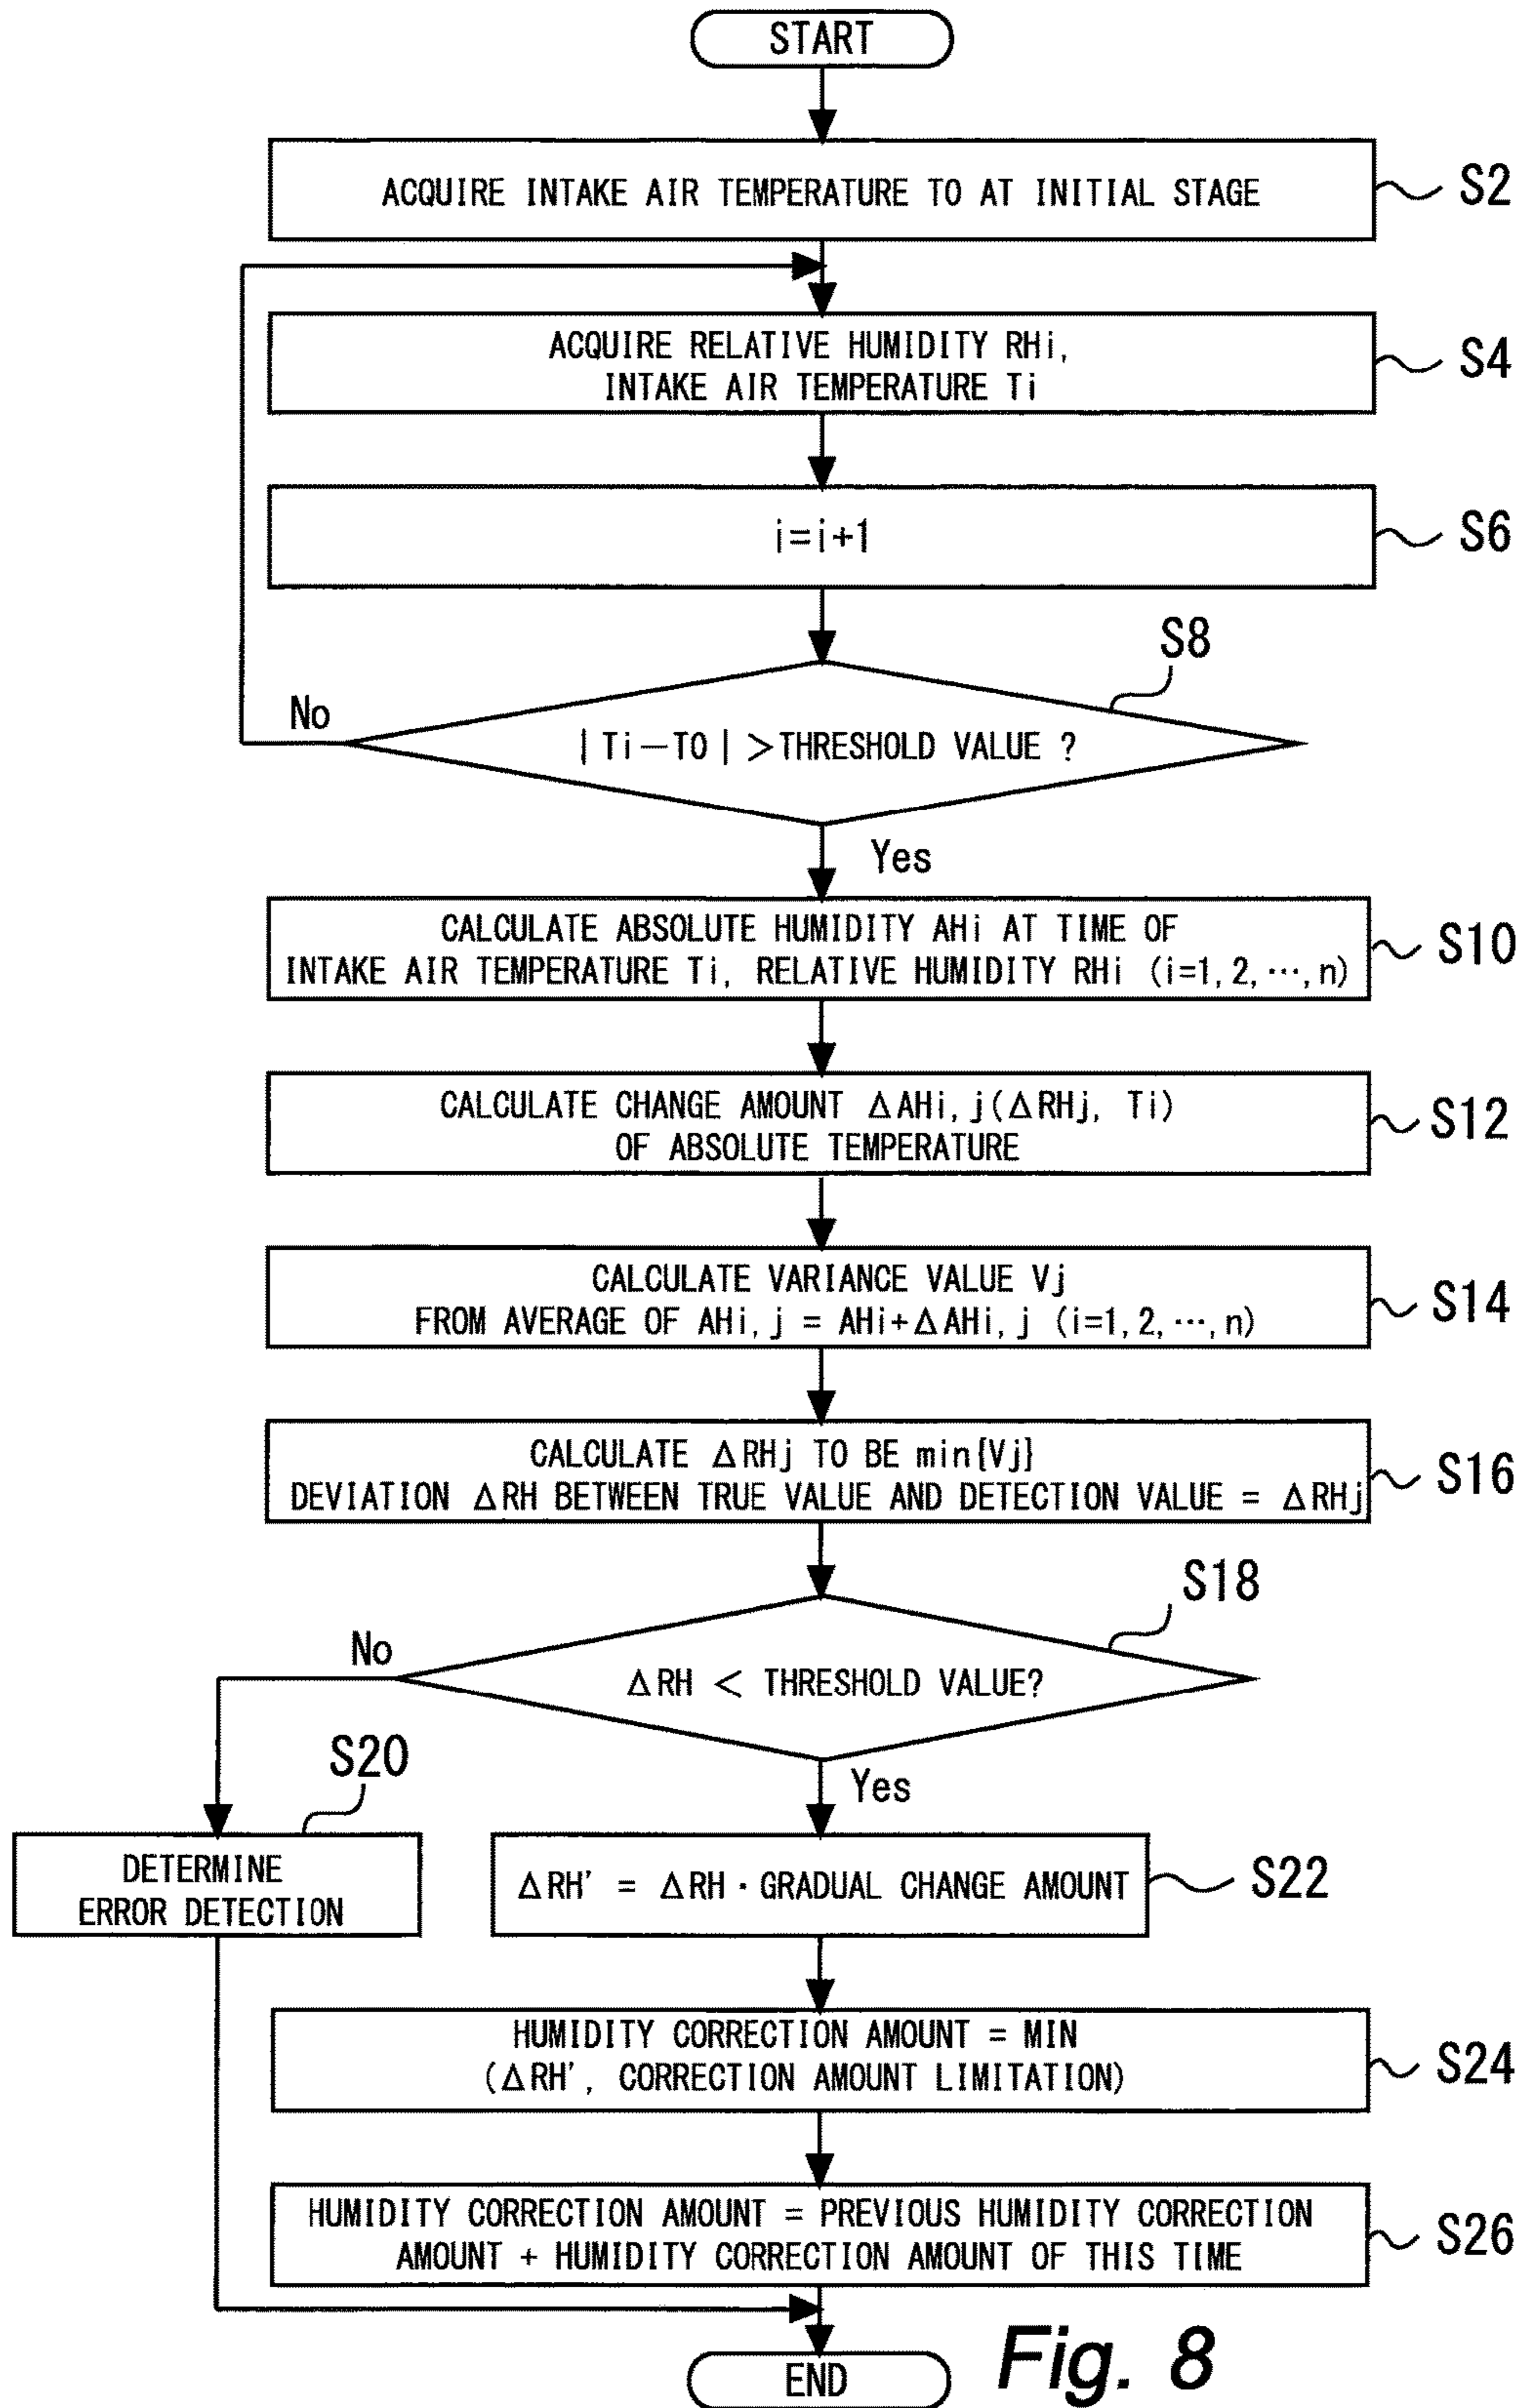 START
ACQUIRE INTAKE AIR TEMPERATURE T0 AT INITIAL STAGE
S2
ACQUIRE RELATIVE HUMIDITY RHi,
INTAKE AIR TEMPERATURE Ti
S4
i=i+1
S6
S8
No
|Ti−T0|>THRESHOLD VALUE ?
Yes
CALCULATE ABSOLUTE HUMIDITY AHi AT TIME OF
INTAKE AIR TEMPERATURE Ti, RELATIVE HUMIDITY RHi (i=1, 2, ⋯, n)
S10
CALCULATE CHANGE AMOUNT ΔAHi, j(ΔRHj, Ti)
OF ABSOLUTE TEMPERATURE
S12
CALCULATE VARIANCE VALUE Vj
FROM AVERAGE OF AHi, j = AHi+ΔAHi, j (i=1, 2, ⋯, n)
S14
CALCULATE ΔRHj TO BE min{Vj}
DEVIATION ΔRH BETWEEN TRUE VALUE AND DETECTION VALUE = ΔRHj
S16
S18
No
ΔRH < THRESHOLD VALUE?
S20
Yes
DETERMINE
ERROR DETECTION
ΔRH' = ΔRH · GRADUAL CHANGE AMOUNT
S22
HUMIDITY CORRECTION AMOUNT = MIN
(ΔRH', CORRECTION AMOUNT LIMITATION)
S24
HUMIDITY CORRECTION AMOUNT = PREVIOUS HUMIDITY CORRECTION
AMOUNT + HUMIDITY CORRECTION AMOUNT OF THIS TIME
S26
END
Fig. 8